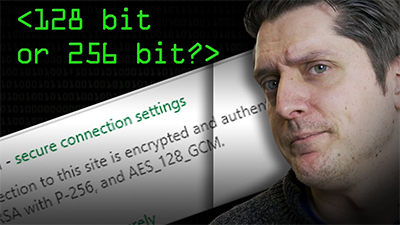 <128 bit
or 256 bit?>
- secure connection settings
ection to this site is encrypted and authen
RSA with P-256, and AES_128_GCM.
rely